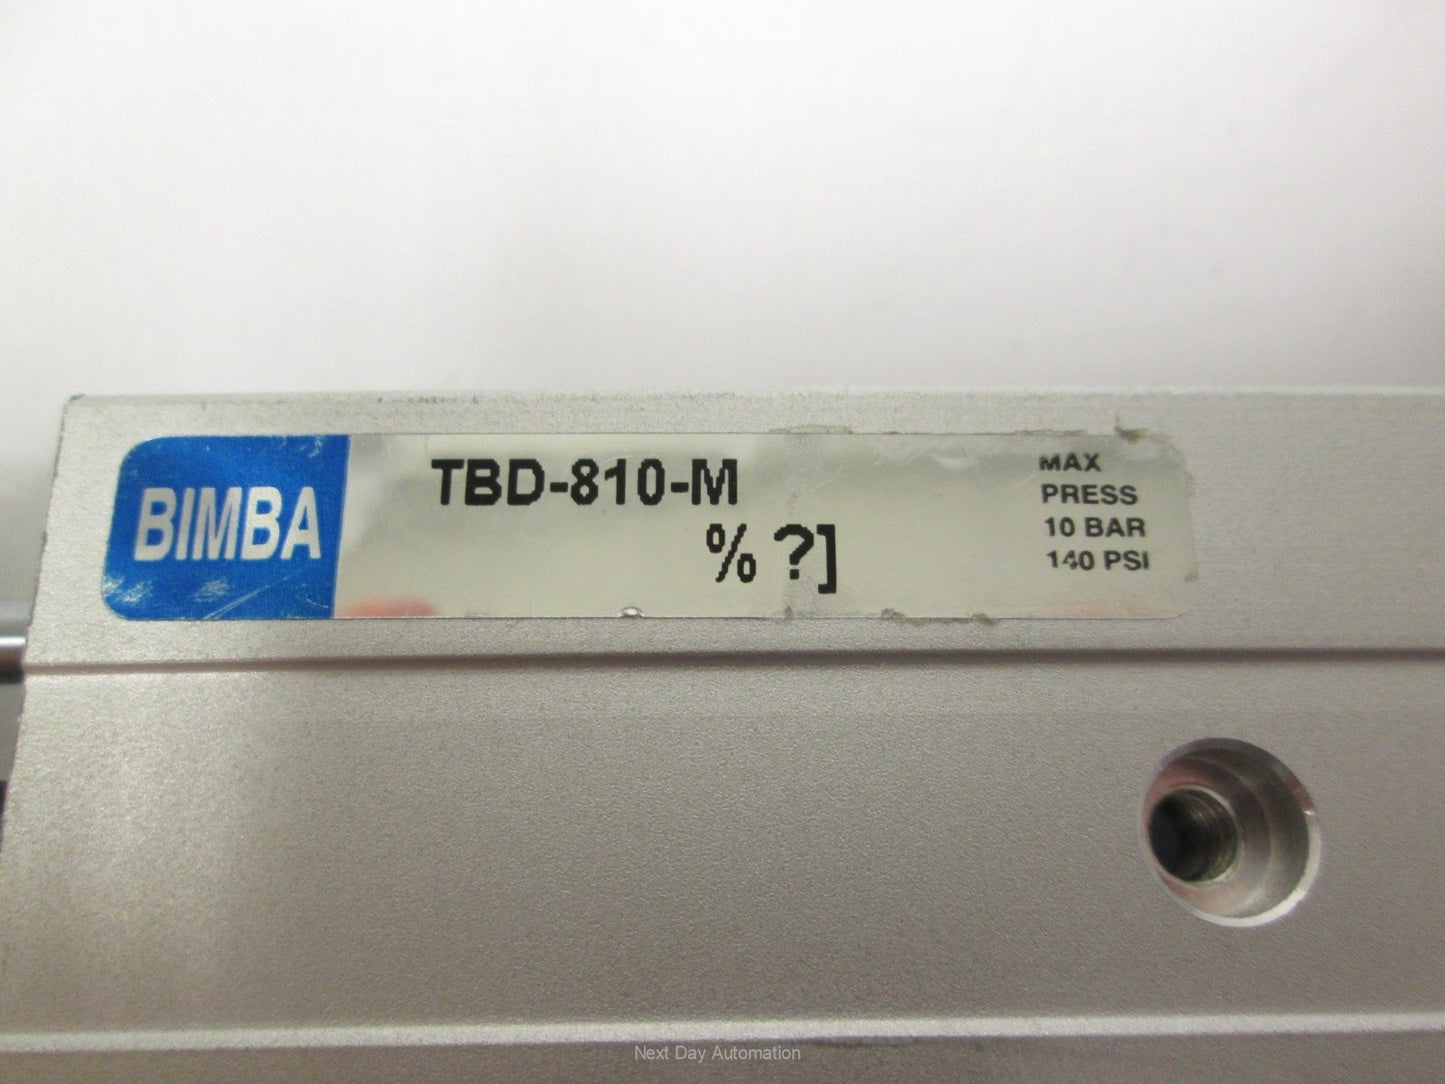 BIMBA
TBD-810-M
% ?]
MAX
PRESS
10 BAR
140 PSI
Next Day Automation